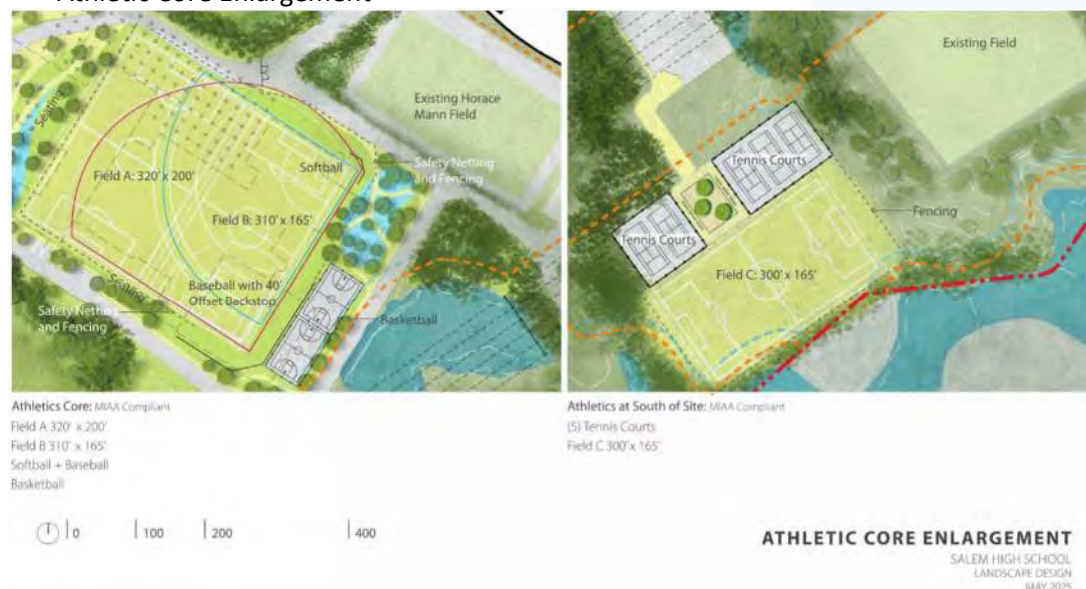 Athletic Core Enlargement
Seating
Field A: 320' x 200'
Softball
Field B: 310' x 165'
Existing Horace
Mann Field
Safety Netting
and Fencing
Baseball with 40'
Offset Backstop
Seating
Safety Netting
and Fencing
Basketball
Existing Field
Tennis Courts
Fencing
Tennis Courts
Field C: 300' x 165'
Athletics Core: MIAA Compliant
Field A 320' x 200'
Field B 310' x 165'
Softball + Baseball
Basketball
Athletics at South of Site: MIAA Compliant
(5) Tennis Courts
Field C 300' x 165'
0 100 200 400
ATHLETIC CORE ENLARGEMENT
SALEM HIGH SCHOOL
LANDSCAPE DESIGN
MAY 2025